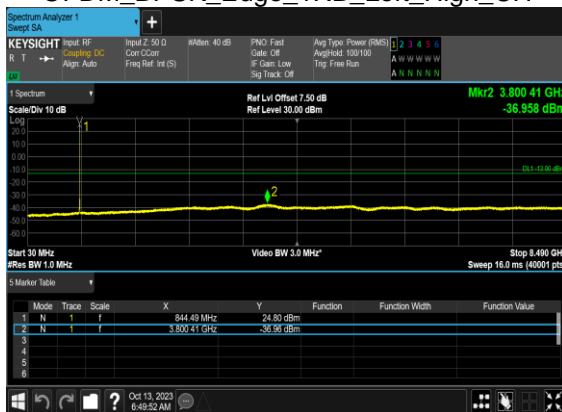 Spectrum Analyzer 1
Swept SA
KEYSIGHT
R T
LU
Input: RF
Coupling: DC
Align: Auto
Input Z: 50 Ω
Corr CCorr
Freq Ref: Int (S)
#Atten: 40 dB
PNO: Fast
Gate: Off
IF Gain: Low
Sig Track: Off
Avg Type: Power (RMS)
Avg|Hold: 100/100
Trig: Free Run
1 2 3 4 5 6
A W W W W W
A N N N N N
1 Spectrum
Scale/Div 10 dB
Ref Lvl Offset 7.50 dB
Ref Level 30.00 dBm
Mkr2 3.800 41 GHz
-36.958 dBm
Log
20.0
10.0
0.00
-10.0
-20.0
-30.0
-40.0
-50.0
-60.0
1
2
DL1 -13.00 dB
Start 30 MHz
#Res BW 1.0 MHz
Video BW 3.0 MHz*
Stop 8.490 GH
Sweep 16.0 ms (40001 pts
5 Marker Table
Mode Trace Scale X Y Function Function Width Function Value
1 N 1 f 844.49 MHz 24.80 dBm
2 N 1 f 3.800 41 GHz -36.96 dBm
3
4
5
6
?
Oct 13, 2023
6:49:52 AM